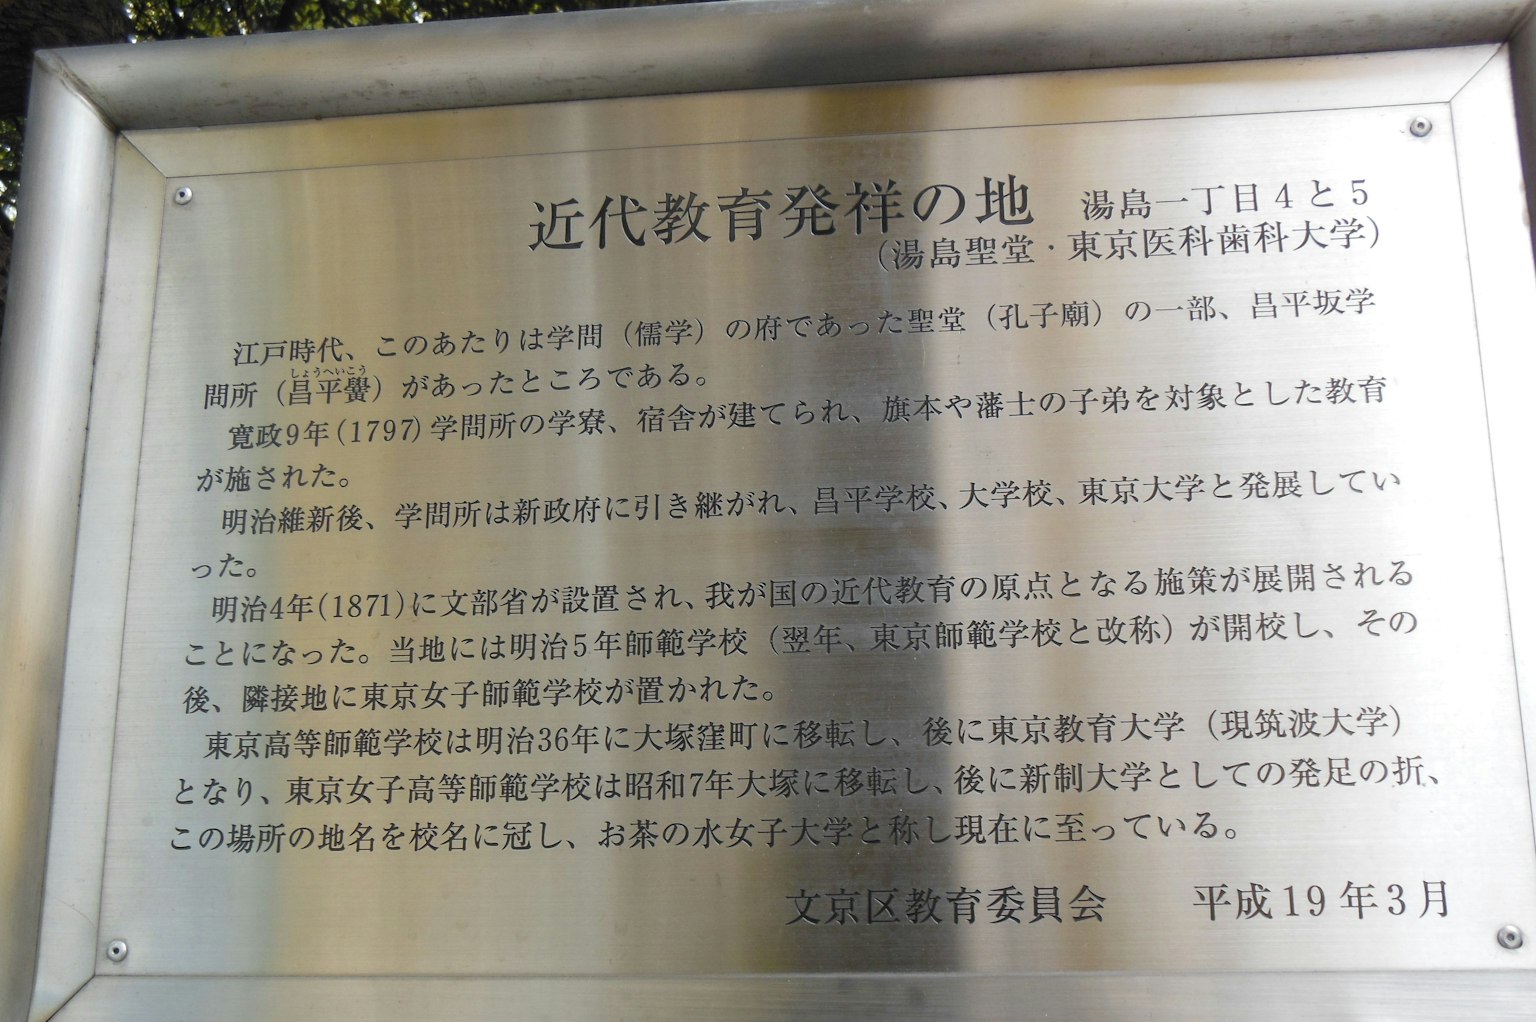 近代教育発祥の地 湯島一丁目4と5
(湯島聖堂・東京医科歯科大学)
江戸時代、このあたりは学問(儒学)の府であった聖堂(孔子廟)の一部、昌平坂学
しょうへいこう
問所(昌平黌)があったところである。
寛政9年(1797)学問所の学寮、宿舎が建てられ、旗本や藩士の子弟を対象とした教育
が施された。
明治維新後、学問所は新政府に引き継がれ、昌平学校、大学校、東京大学と発展してい
った。
明治4年(1871)に文部省が設置され、我が国の近代教育の原点となる施策が展開される
ことになった。当地には明治5年師範学校(翌年、東京師範学校と改称)が開校し、その
後、隣接地に東京女子師範学校が置かれた。
東京高等師範学校は明治36年に大塚窪町に移転し、後に東京教育大学(現筑波大学)
となり、東京女子高等師範学校は昭和7年大塚に移転し、後に新制大学としての発足の折、
この場所の地名を校名に冠し、お茶の水女子大学と称し現在に至っている。
文京区教育委員会 平成19年3月